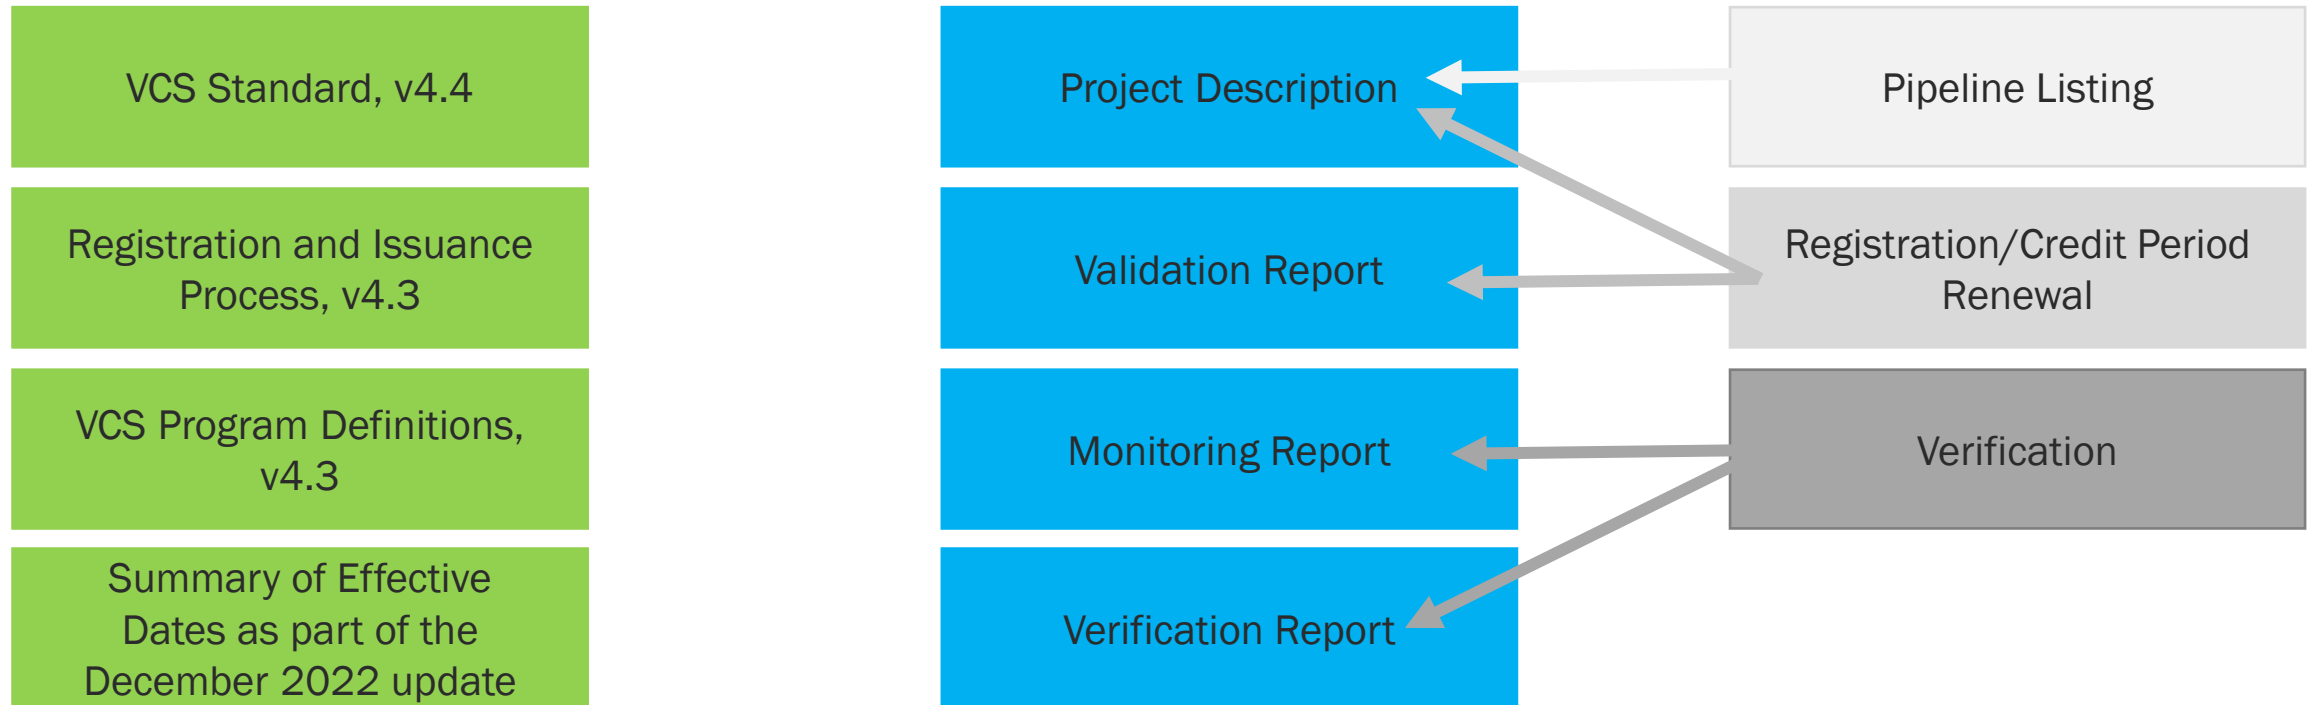 VCS Standard, v4.4
Registration and Issuance
Process, v4.3
VCS Program Definitions,
v4.3
Summary of Effective
Dates as part of the
December 2022 update
Project Description
Validation Report
Monitoring Report
Verification Report
Pipeline Listing
Registration/Credit Period
Renewal
Verification